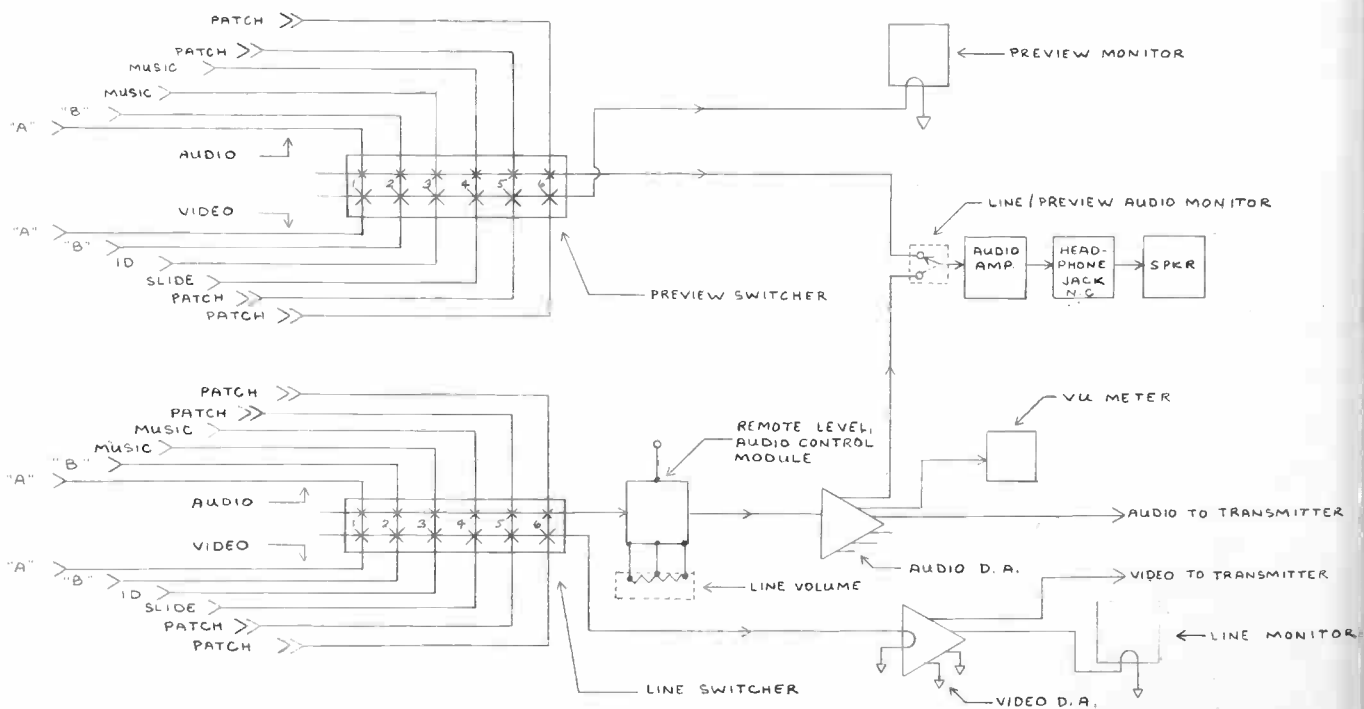 PATCH
PATCH
MUSIC
MUSIC
"B"
"A"
AUDIO
1 2 3 4 5 6
VIDEO
"A"
"B"
ID
SLIDE
PATCH
PATCH
PREVIEW SWITCHER
PREVIEW MONITOR
LINE/PREVIEW AUDIO MONITOR
AUDIO
AMP.
HEAD-
PHONE
JACK
N.C
SPKR
PATCH
PATCH
MUSIC
MUSIC
"B"
"A"
AUDIO
1 2 3 4 5 6
VIDEO
"A"
"B"
ID
SLIDE
PATCH
PATCH
LINE SWITCHER
REMOTE LEVEL,
AUDIO CONTROL
MODULE
LINE VOLUME
VU METER
AUDIO TO TRANSMITTER
AUDIO D.A.
VIDEO TO TRANSMITTER
LINE MONITOR
VIDEO D.A.